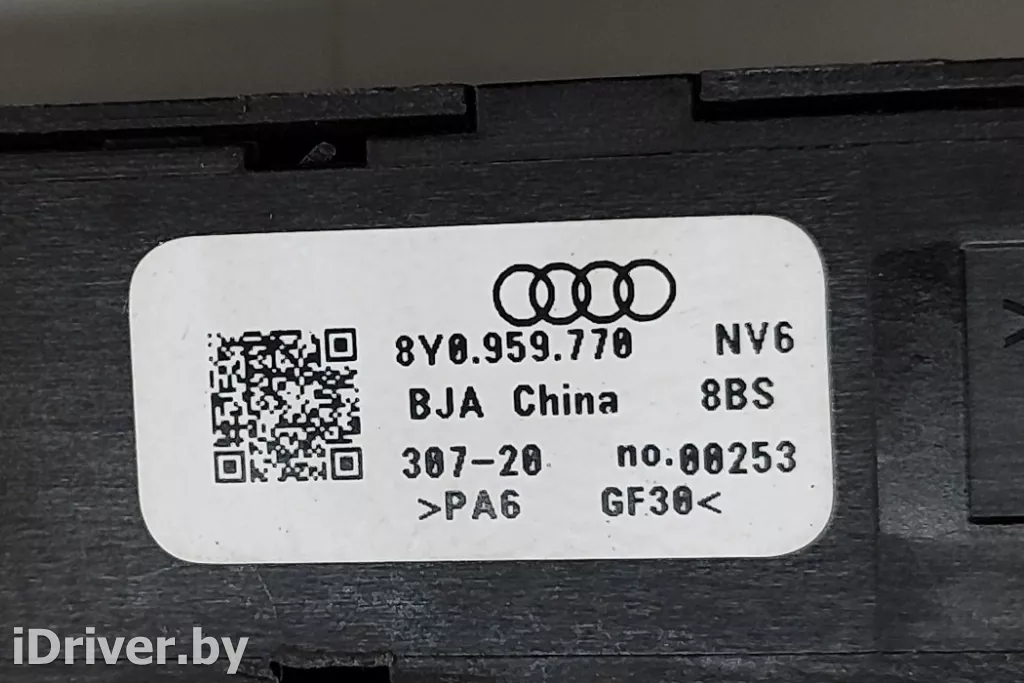 8Y0.959.770 NV6
BJA China 8BS
307-20 no.00253
>PA6 GF30<
iDriver.by